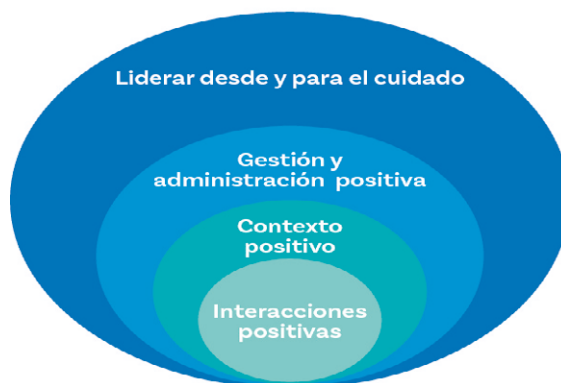 Liderar desde y para el cuidado
Gestión y
administración positiva
Contexto
positivo
Interacciones
positivas